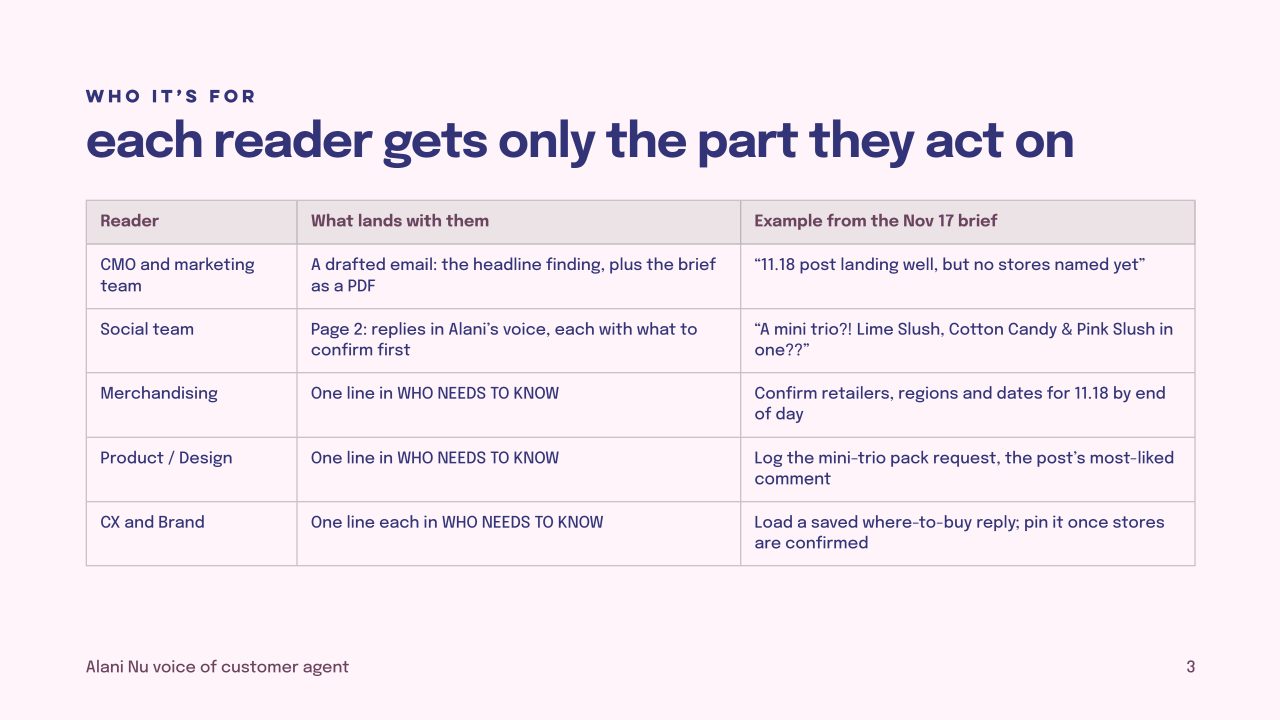 WHO IT’S FOR
each reader gets only the part they act on
Reader
What lands with them
Example from the Nov 17 brief
CMO and marketing
team
A drafted email: the headline finding, plus the brief
as a PDF
“11.18 post landing well, but no stores named yet”
Social team
Page 2: replies in Alani’s voice, each with what to
confirm first
“A mini trio?! Lime Slush, Cotton Candy & Pink Slush in
one??”
Merchandising
One line in WHO NEEDS TO KNOW
Confirm retailers, regions and dates for 11.18 by end
of day
Product / Design
One line in WHO NEEDS TO KNOW
Log the mini-trio pack request, the post’s most-liked
comment
CX and Brand
One line each in WHO NEEDS TO KNOW
Load a saved where-to-buy reply; pin it once stores
are confirmed
Alani Nu voice of customer agent
3